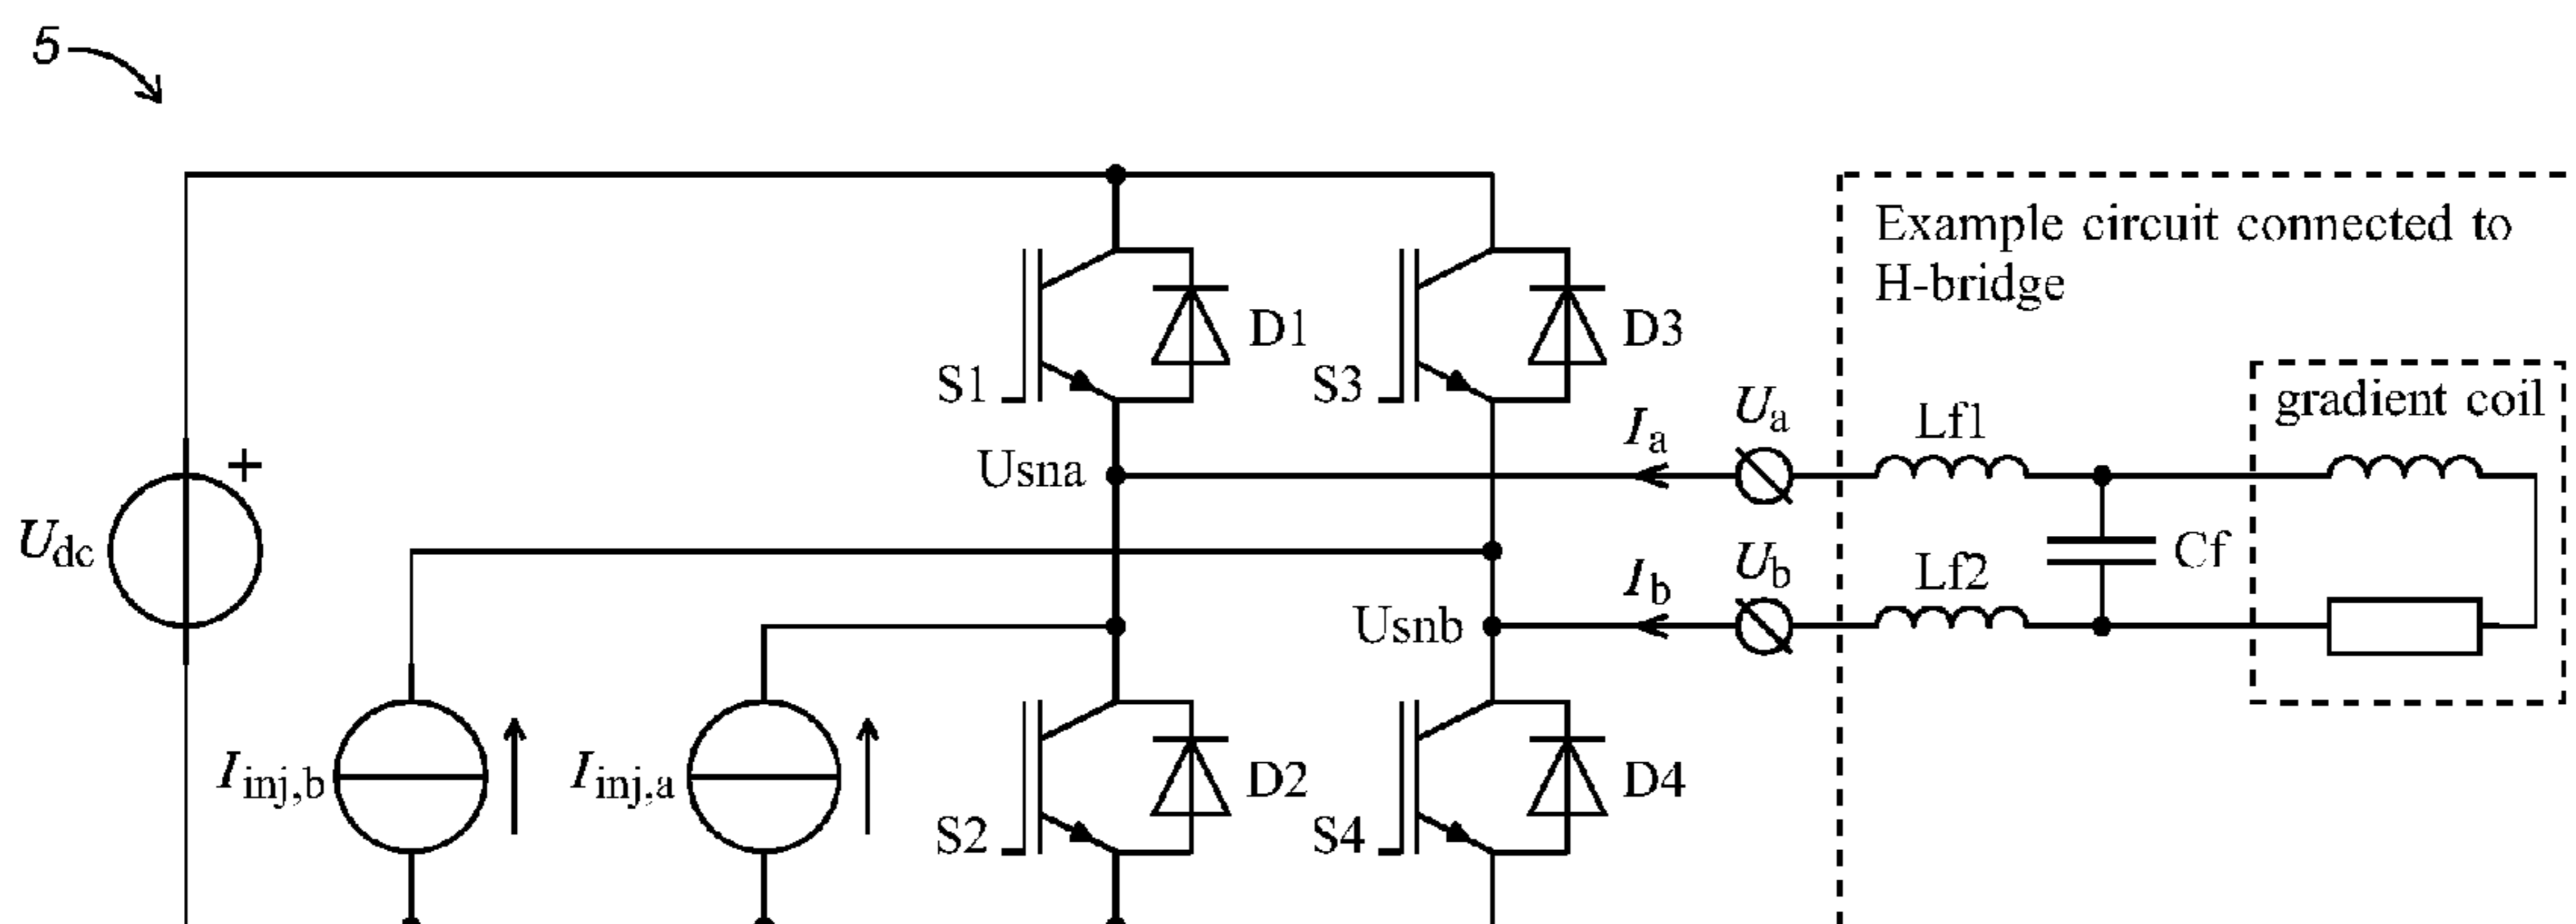 5
Example circuit connected to
H-bridge
D1
D3
S1
S3
gradient coil
Ia
Ua
Lf1
Usna
+
Udc
Ib
Ub
Lf2
Cf
Usnb
Iinj,b
Iinj,a
D2
D4
S2
S4